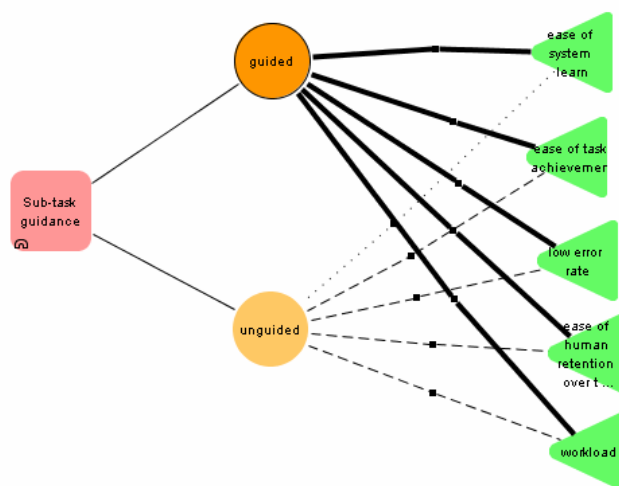 guided
ease of
system
learn
ease of task
achievemer
Sub-task
guidance
low error
rate
unguided
ease of
human
retention
over t ...
workload